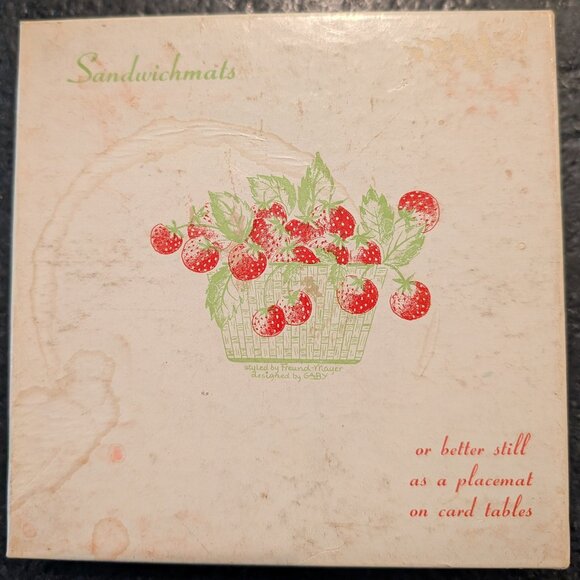 Sandwichmats
styled by Freund-Mayer
designed by GABY
or better still
as a placemat
on card tables